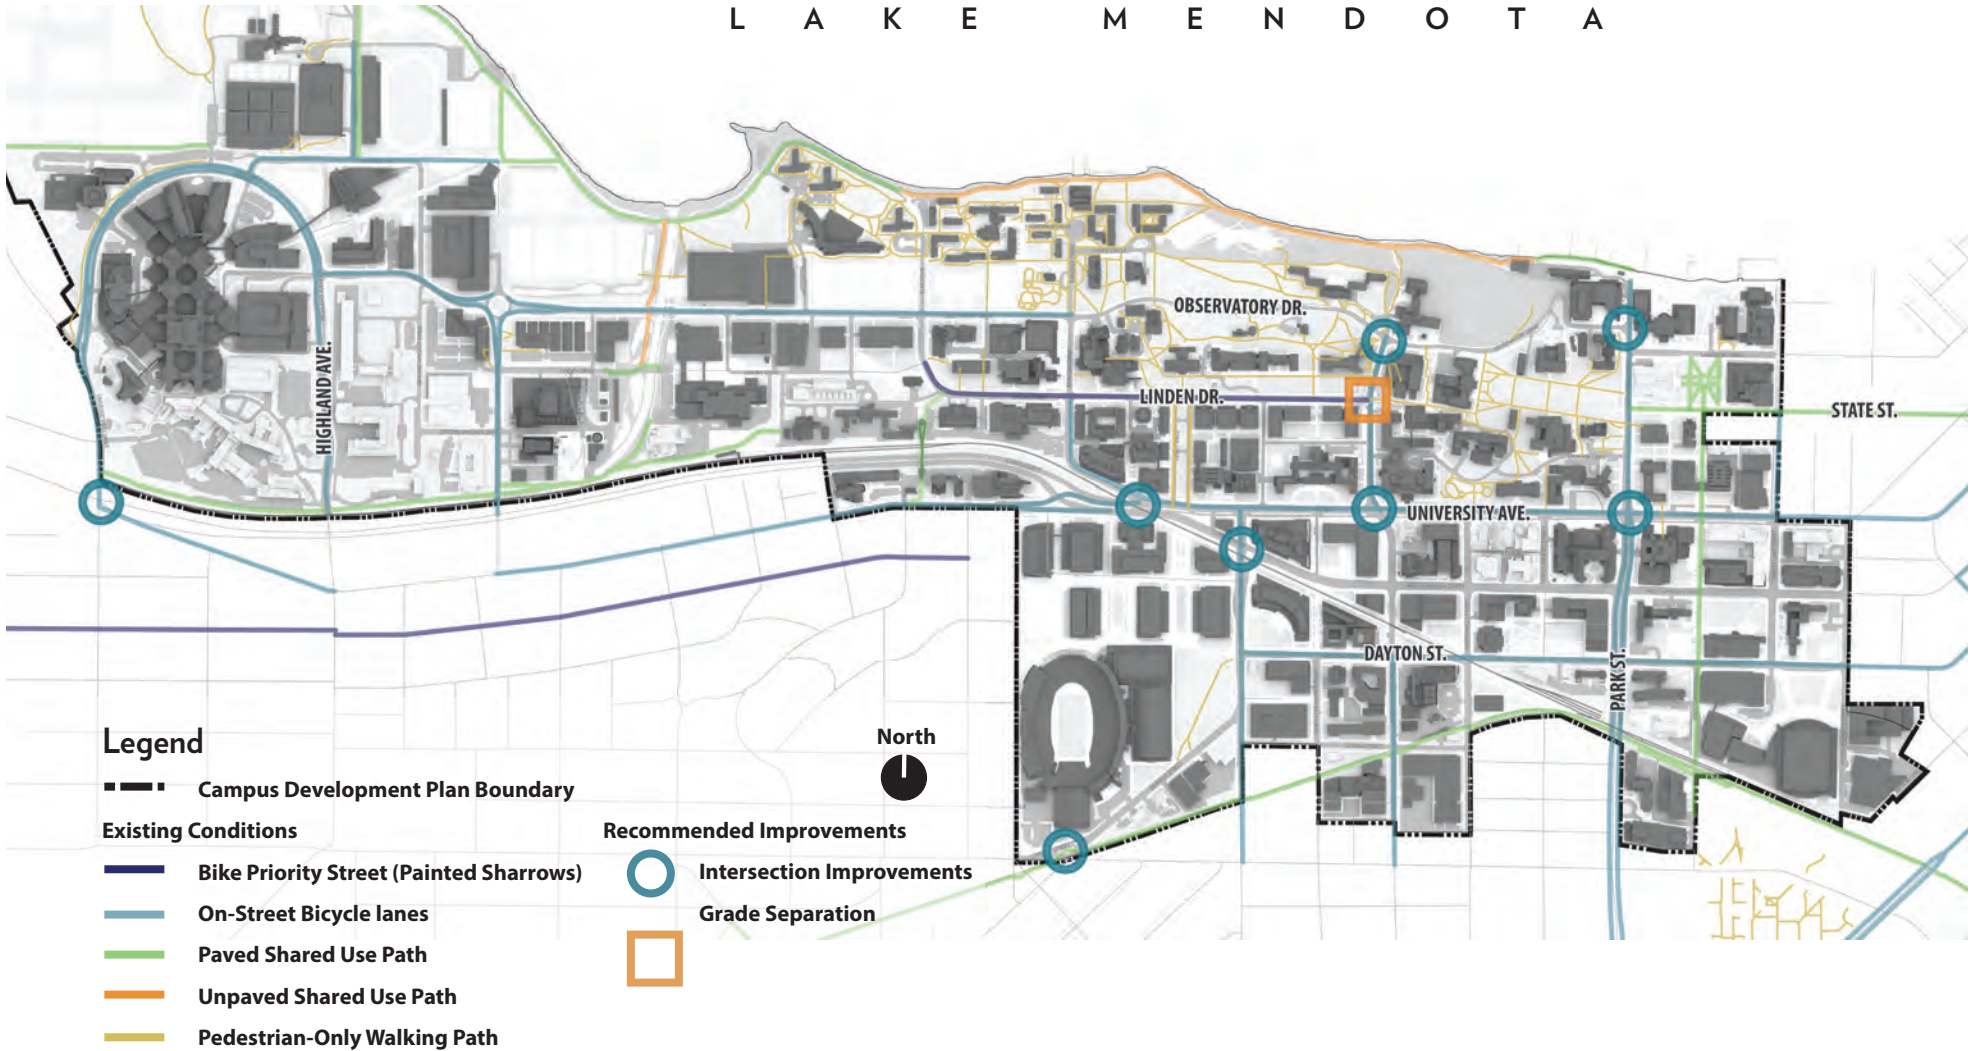 LAKE MENDOTA
OBSERVATORY DR.
HIGHLAND AVE.
LINDEN DR.
STATE ST.
UNIVERSITY AVE.
DAYTON ST.
PARK ST.
Legend
Campus Development Plan Boundary
Existing Conditions
Bike Priority Street (Painted Sharrows)
On-Street Bicycle lanes
Paved Shared Use Path
Unpaved Shared Use Path
Pedestrian-Only Walking Path
North
Recommended Improvements
Intersection Improvements
Grade Separation